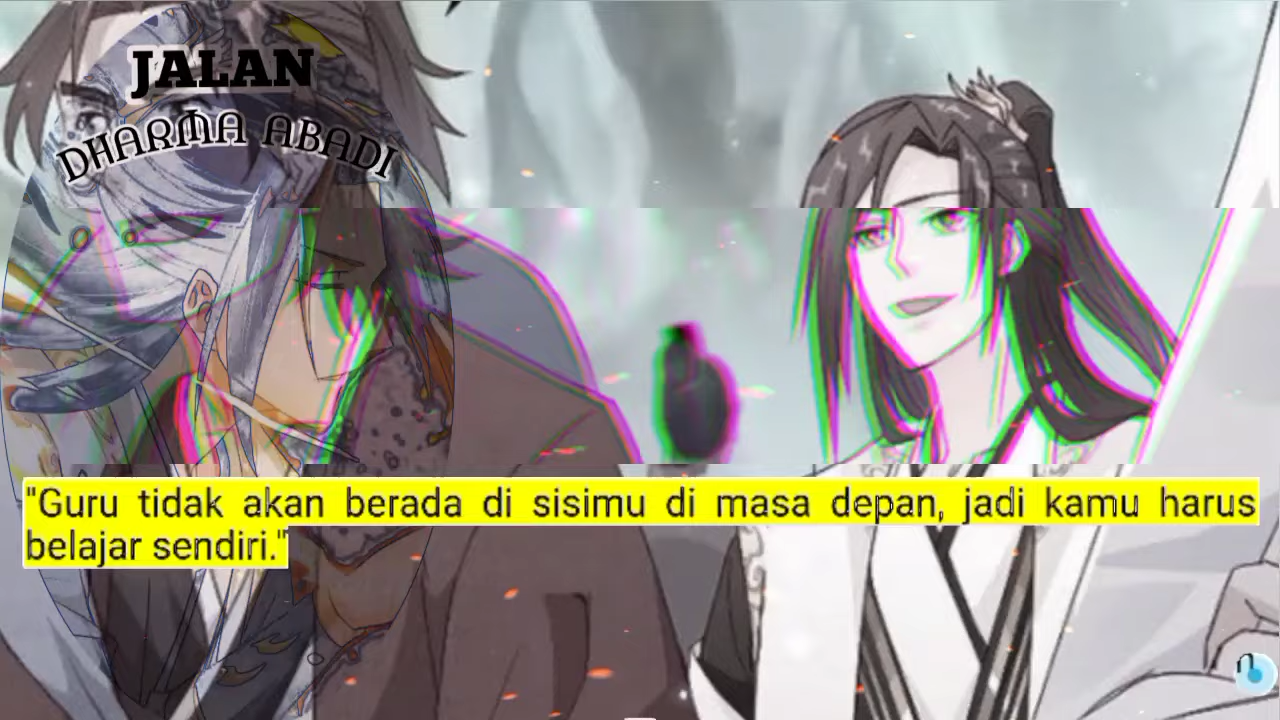 JALAN
DHARMA ABADI
"Guru tidak akan berada di sisimu di masa depan, jadi kamu harus
belajar sendiri."
n